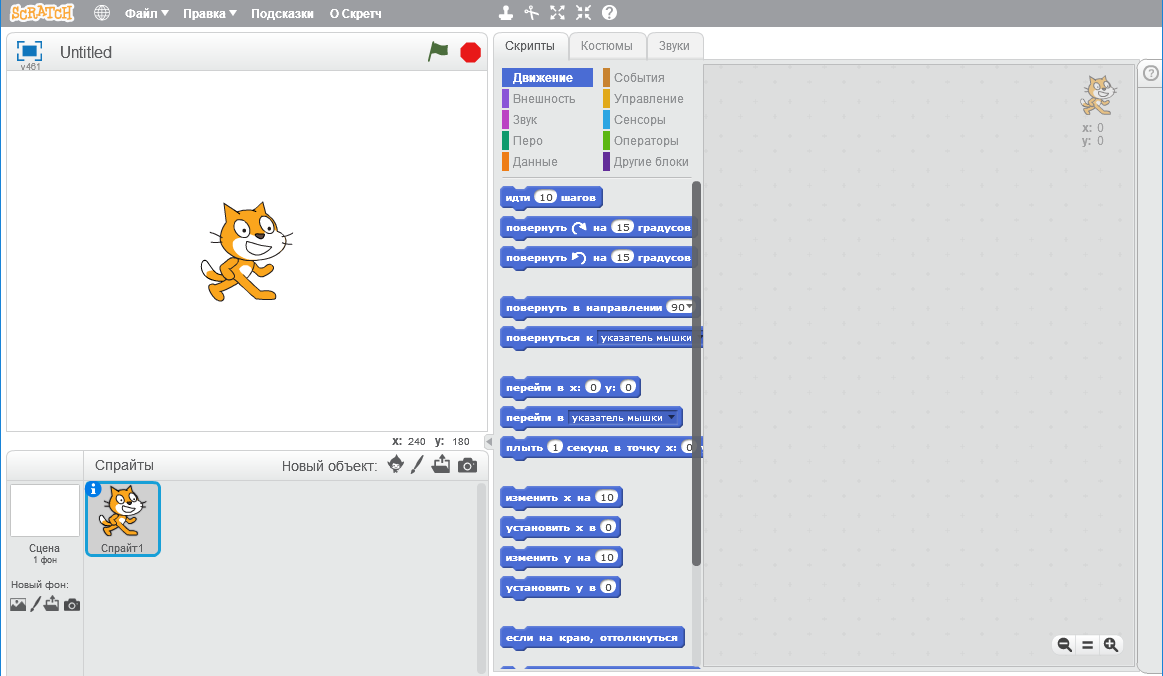 SCRATCH Файл Правка Подсказки О Скретч
v461 Untitled
x: 240 y: 180
Спрайты Новый объект:
Спрайт1
Сцена
1 фон
Новый фон:
Скрипты Костюмы Звуки
Движение События
Внешность Управление
Звук Сенсоры
Перо Операторы
Данные Другие блоки
идти 10 шагов
повернуть на 15 градусов
повернуть на 15 градусов
повернуть в направлении 90
повернуться к указатель мышки
перейти в x: 0 y: 0
перейти в указатель мышки
плыть 1 секунд в точку x: 0
изменить x на 10
установить x в 0
изменить y на 10
установить y в 0
если на краю, оттолкнуться
x: 0
y: 0